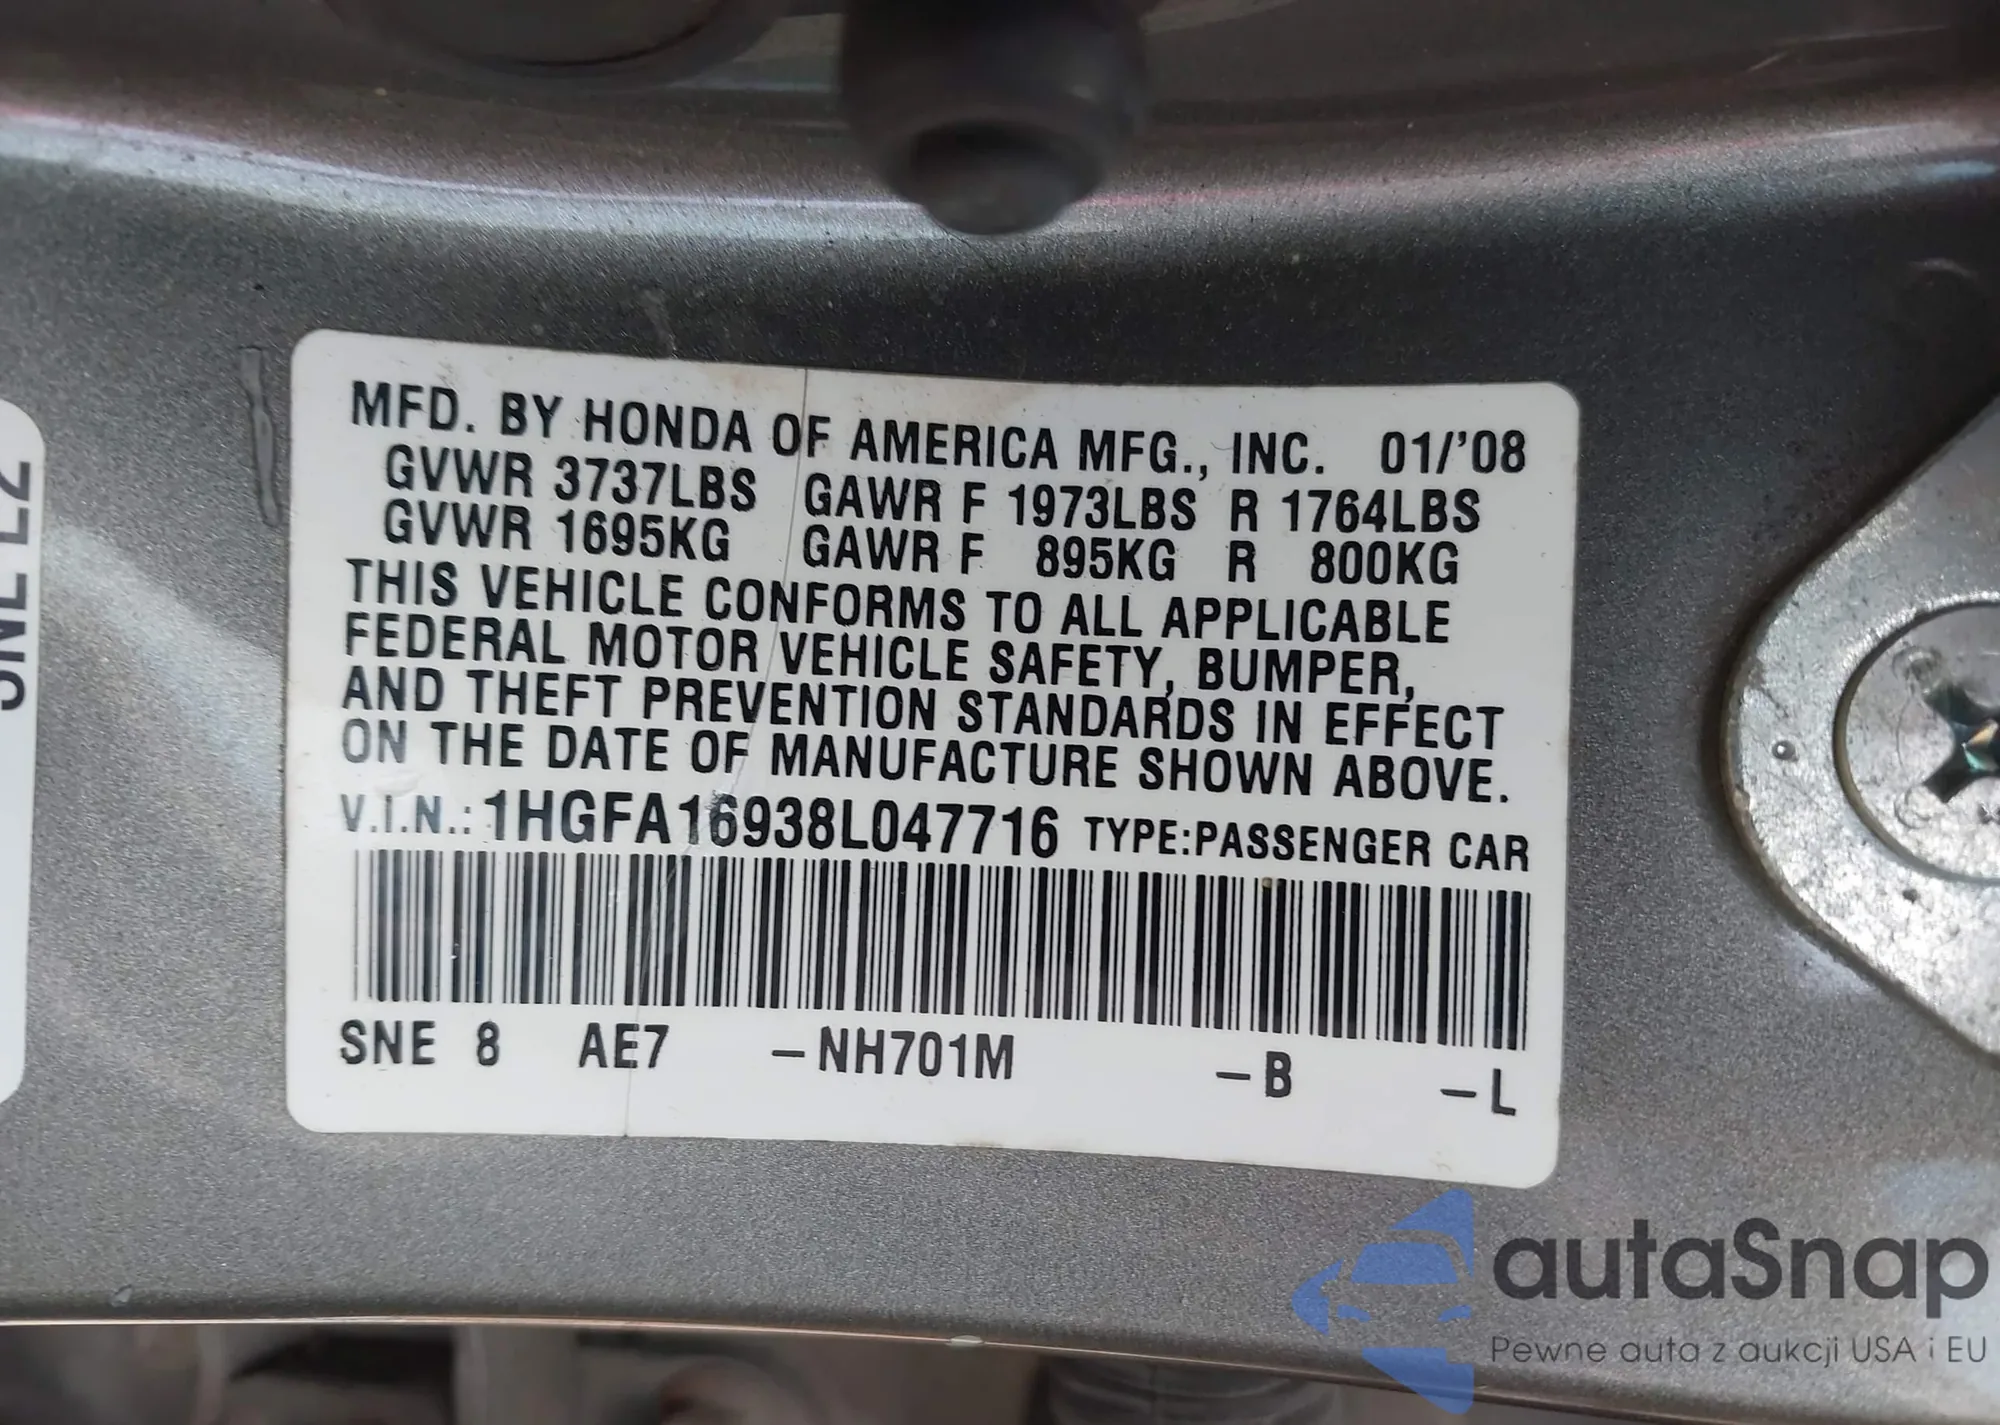 MFD. BY HONDA OF AMERICA MFG., INC. 01/'08
GVWR 3737LBS GAWR F 1973LBS R 1764LBS
GVWR 1695KG GAWR F 895KG R 800KG
THIS VEHICLE CONFORMS TO ALL APPLICABLE
FEDERAL MOTOR VEHICLE SAFETY, BUMPER,
AND THEFT PREVENTION STANDARDS IN EFFECT
ON THE DATE OF MANUFACTURE SHOWN ABOVE.
V.I.N.: 1HGFA16938L047716 TYPE:PASSENGER CAR
SNE 8 AE7 -NH701M -B -L
SNE L2
autaSnap
Pewne auta z aukcji USA i EU